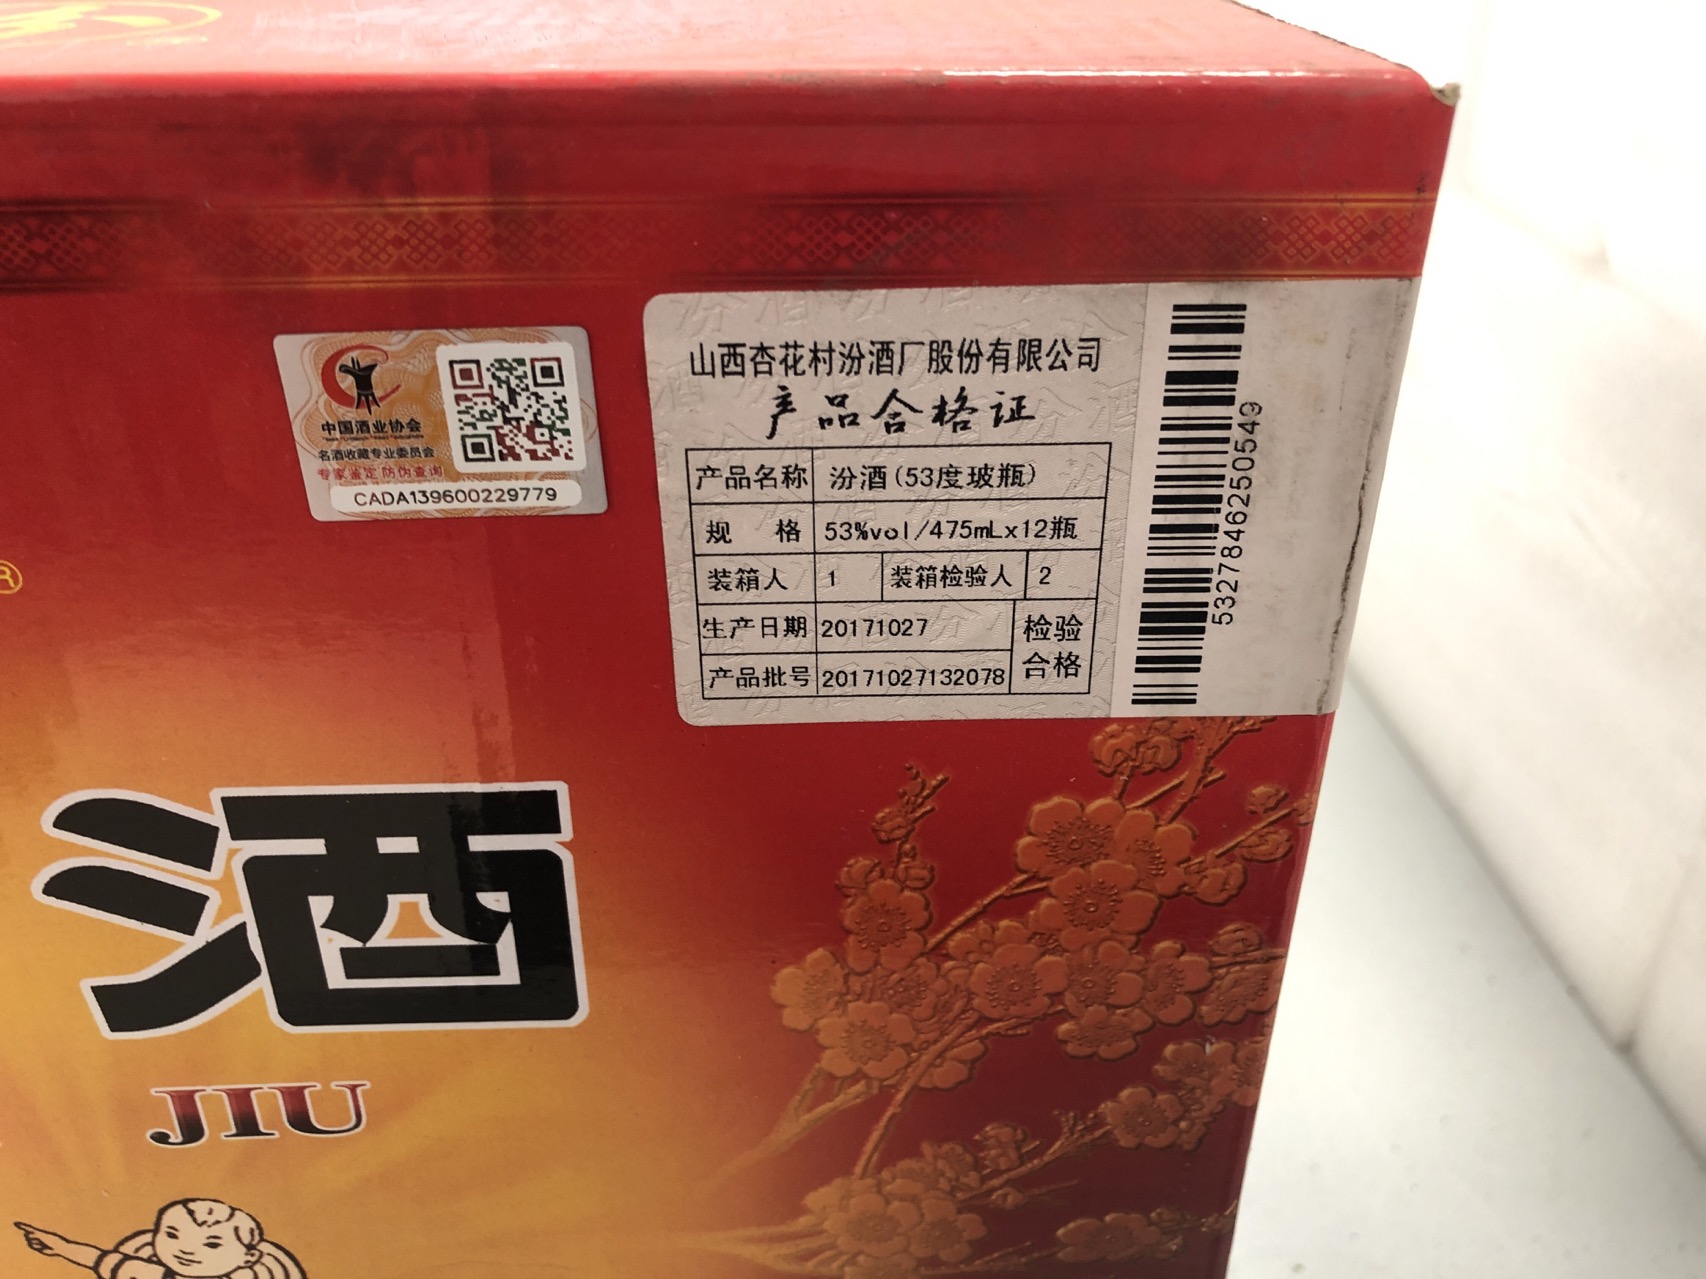 中国酒业协会
名酒收藏专业委员会
专家鉴定 防伪查询
CADA139600229779
山西杏花村汾酒厂股份有限公司
产品合格证
产品名称 汾酒(53度玻瓶)
规 格 53%vol/475mLx12瓶
装箱人 1 装箱检验人 2
生产日期 20171027 检验合格
产品批号 20171027132078
5327846250549
®
酒
JIU